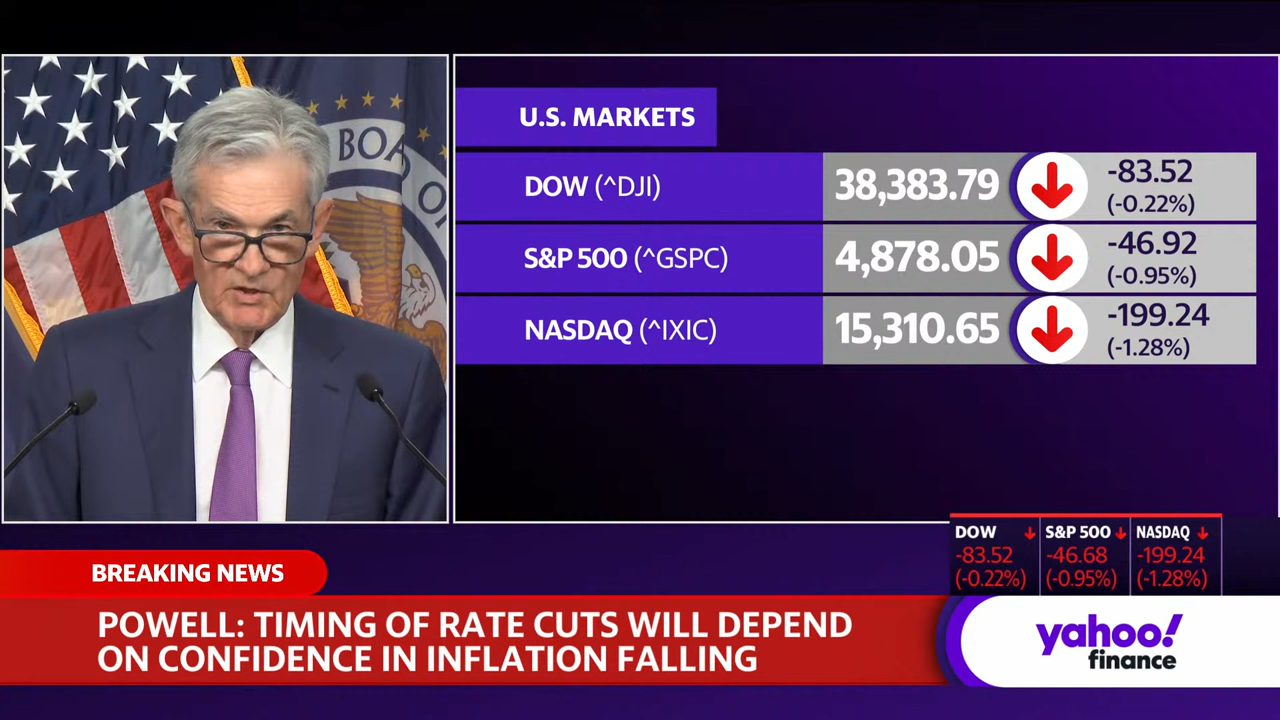 BOA
D OF
U.S. MARKETS
DOW (^DJI) 38,383.79 -83.52
(-0.22%)
S&P 500 (^GSPC) 4,878.05 -46.92
(-0.95%)
NASDAQ (^IXIC) 15,310.65 -199.24
(-1.28%)
DOW S&P 500 NASDAQ
-83.52 -46.68 -199.24
(-0.22%) (-0.95%) (-1.28%)
BREAKING NEWS
POWELL: TIMING OF RATE CUTS WILL DEPEND
ON CONFIDENCE IN INFLATION FALLING
yahoo!
finance